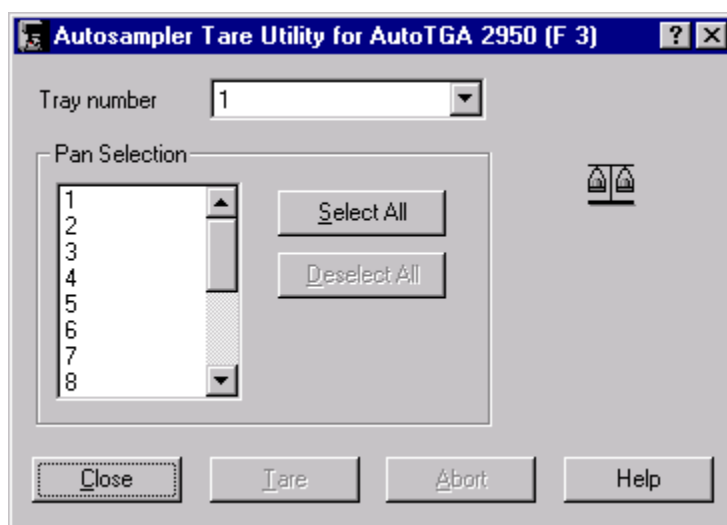 Autosampler Tare Utility for AutoTGA 2950 (F 3)
Tray number 1
Pan Selection
1
2
3
4
5
6
7
8
Select All
Deselect All
Close Tare Abort Help